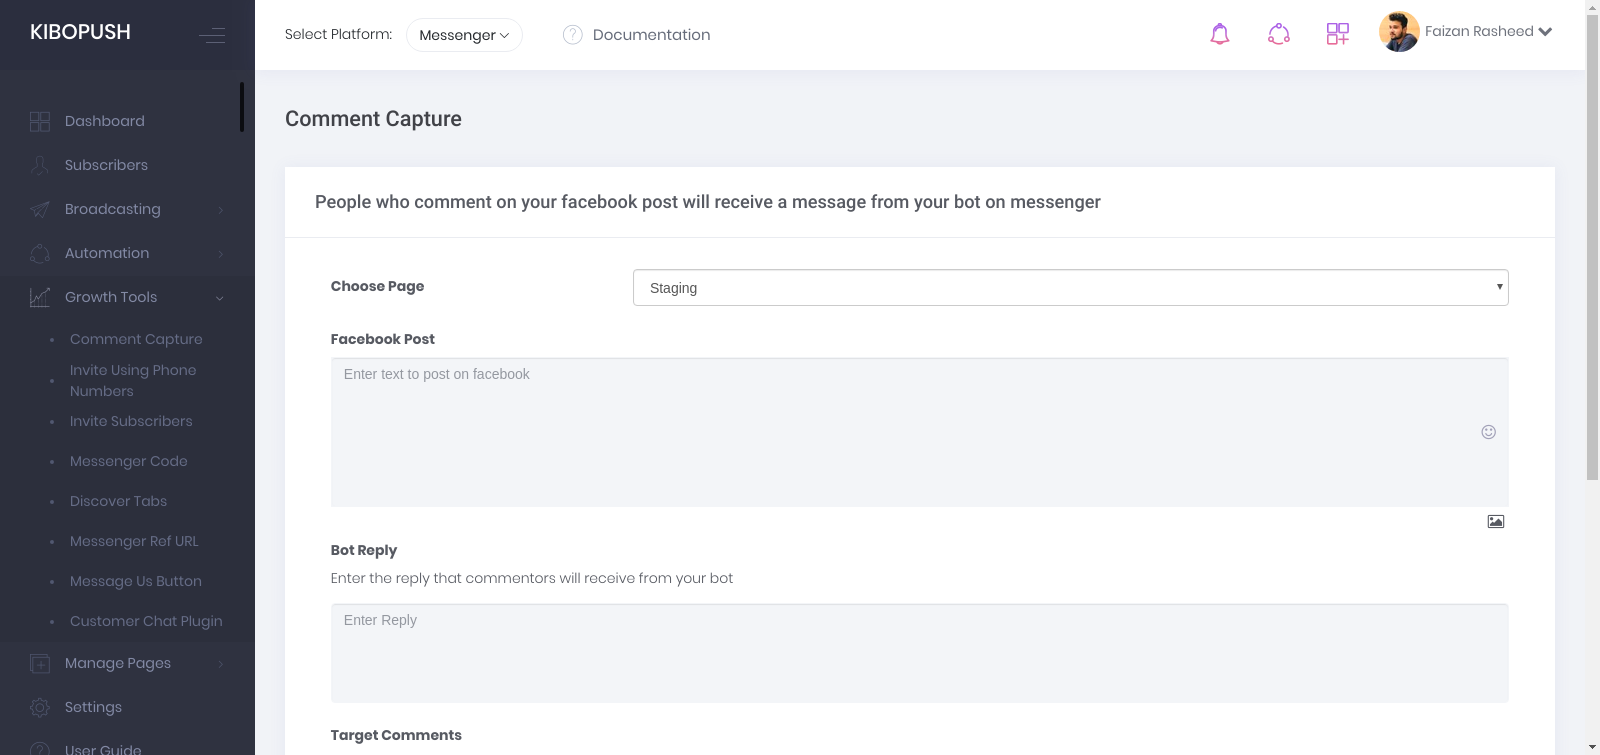 KIBOPUSH
Select Platform:
Messenger
? Documentation
Faizan Rasheed
Dashboard
Subscribers
Broadcasting
Automation
Growth Tools
Comment Capture
Invite Using Phone
Numbers
Invite Subscribers
Messenger Code
Discover Tabs
Messenger Ref URL
Message Us Button
Customer Chat Plugin
Manage Pages
Settings
? User Guide
Comment Capture
People who comment on your facebook post will receive a message from your bot on messenger
Choose Page
Staging
Facebook Post
Enter text to post on facebook
Bot Reply
Enter the reply that commentors will receive from your bot
Enter Reply
Target Comments